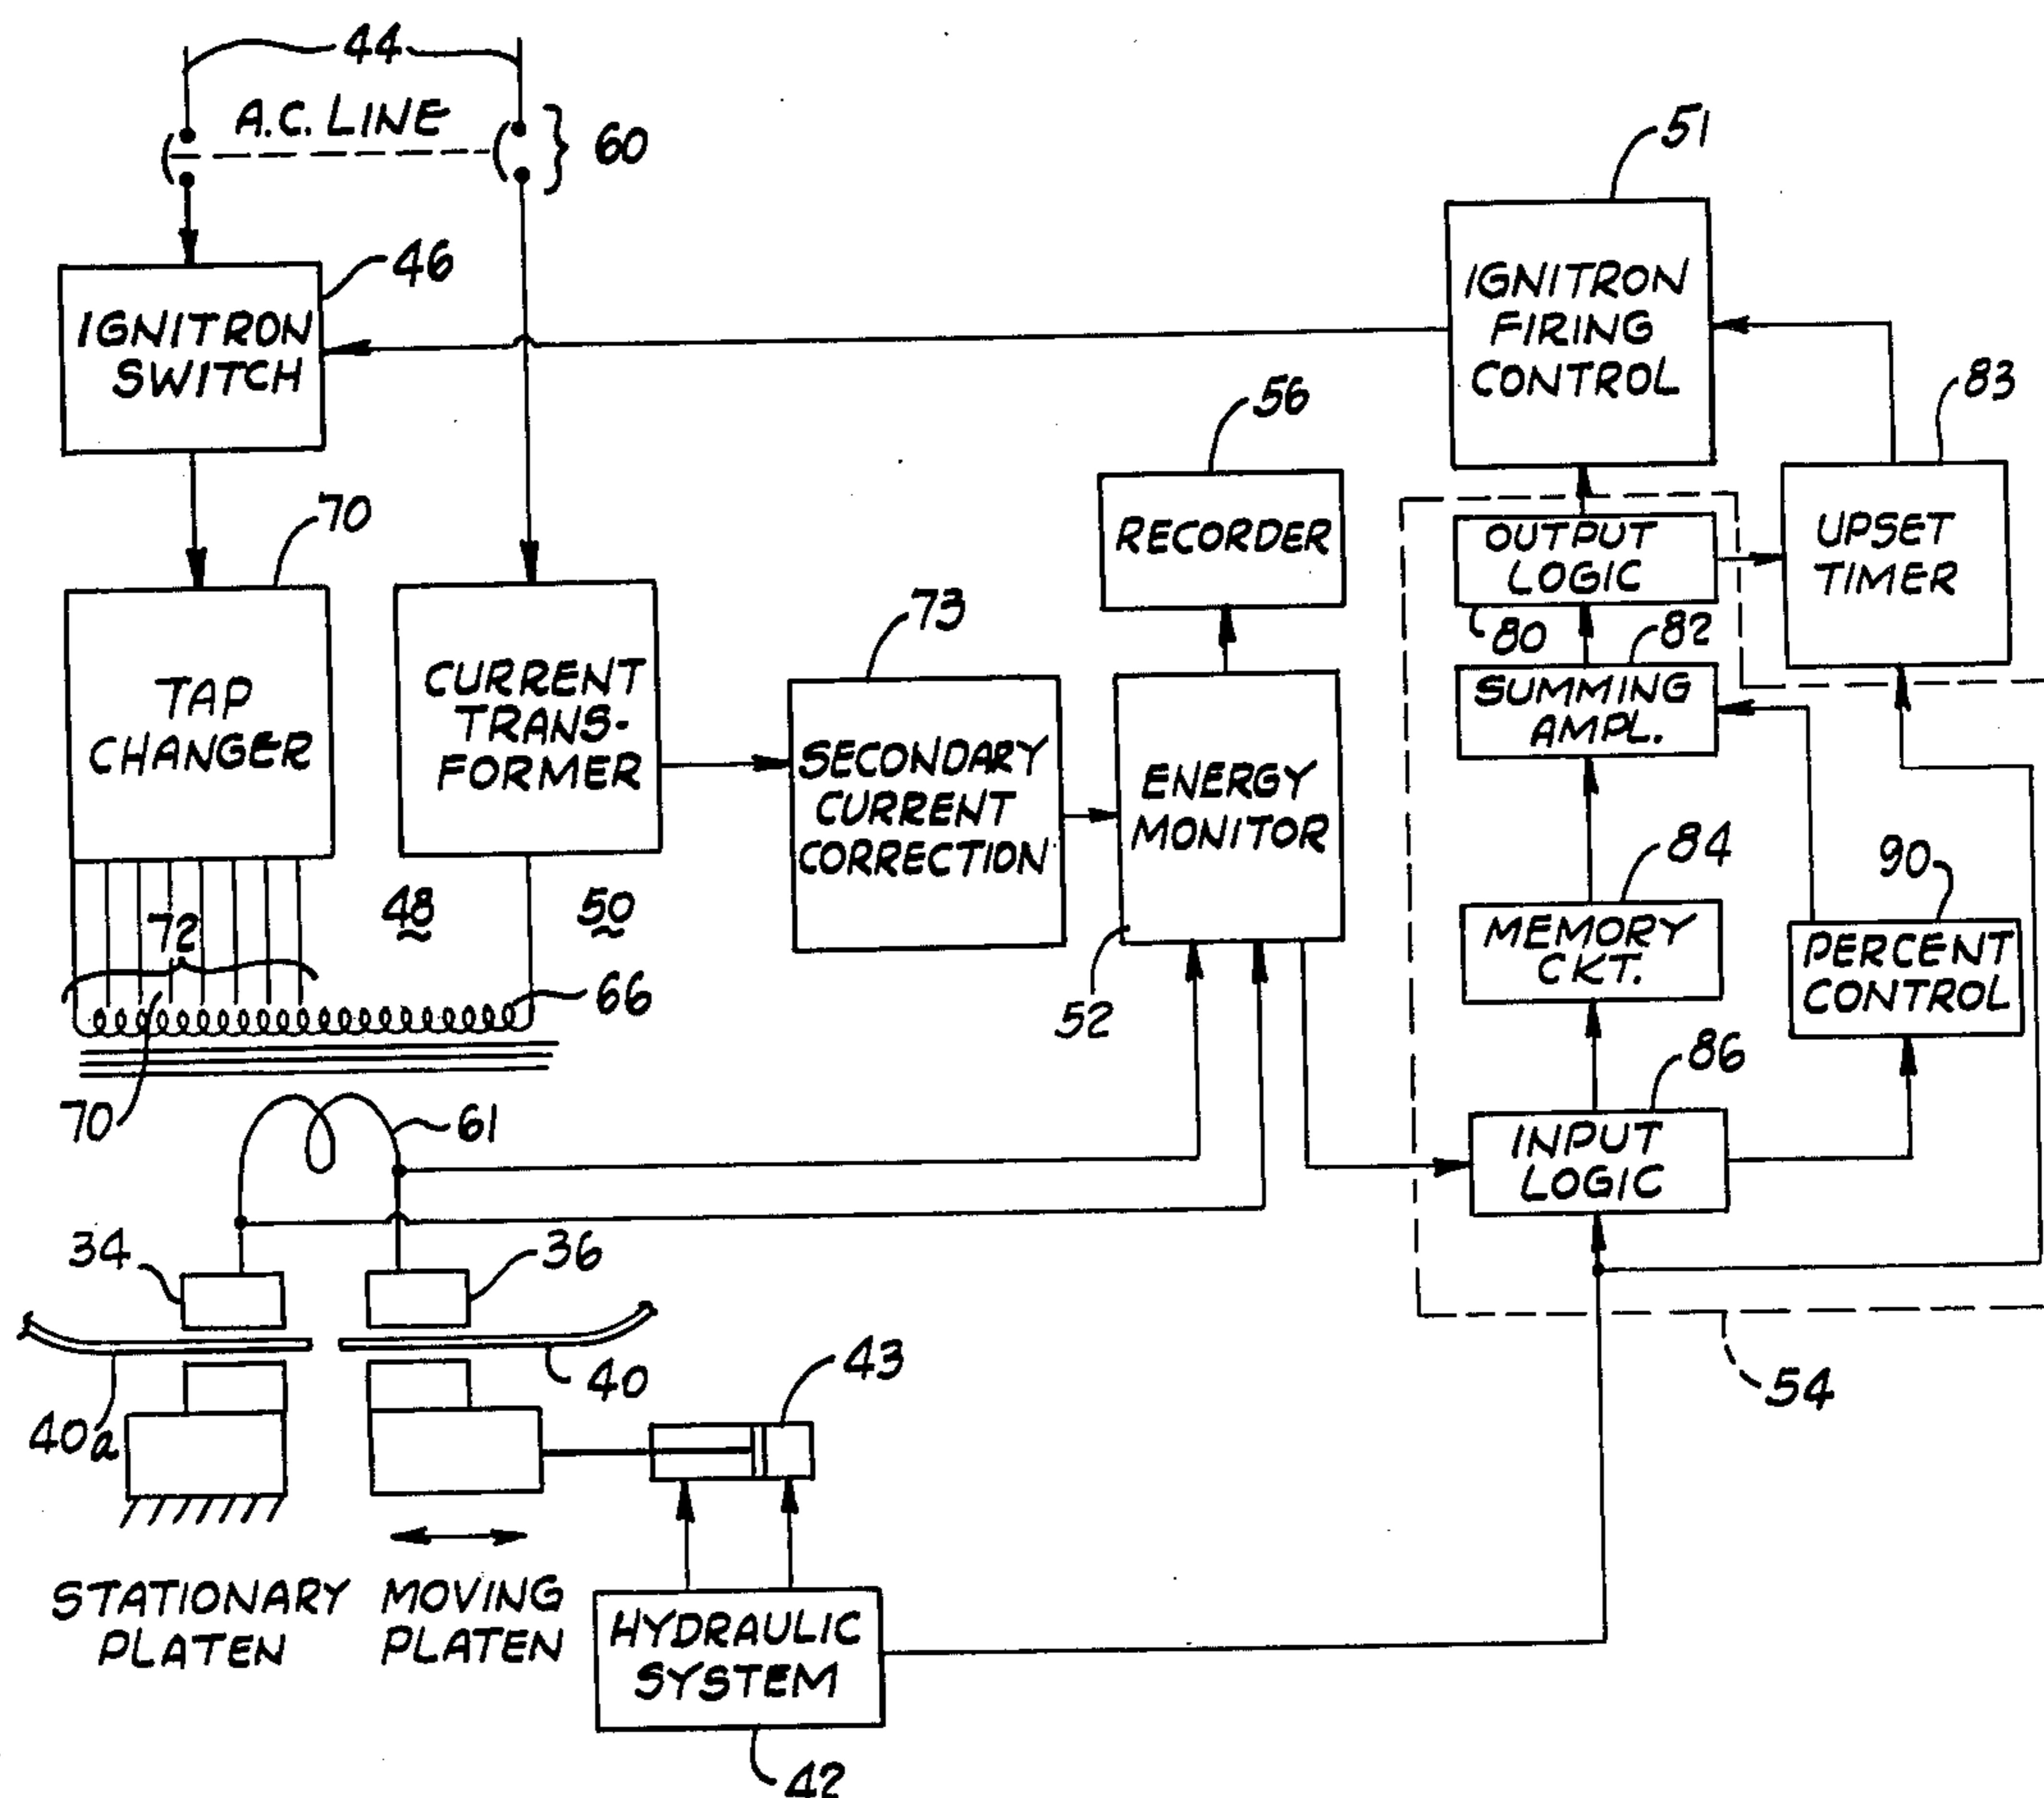 44
A.C. LINE
60
51
IGNITRON
SWITCH
46
IGNITRON
FIRING
CONTROL
83
56
70
RECORDER
OUTPUT
LOGIC
UPSET
TIMER
80
82
73
TAP
CHANGER
CURRENT
TRANS-
FORMER
SECONDARY
CURRENT
CORRECTION
ENERGY
MONITOR
SUMMING
AMPL.
84
90
72
48
50
MEMORY
CKT.
PERCENT
CONTROL
66
52
86
70
61
INPUT
LOGIC
34
36
40a
40
43
54
STATIONARY
PLATEN
MOVING
PLATEN
HYDRAULIC
SYSTEM
42